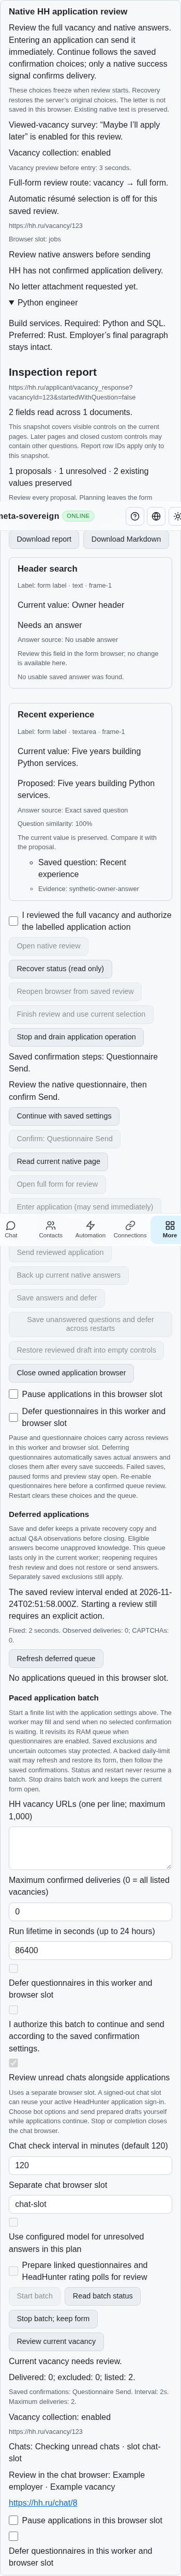 Native HH application review
Review the full vacancy and native answers.
Entering an application can send it
immediately. Continue follows the saved
confirmation choices; only a native success
signal confirms delivery.
These choices freeze when review starts. Recovery
restores the server's original choices. The letter is not
saved in this browser. Existing native text is preserved.
Viewed-vacancy survey: "Maybe I'll apply
later" is enabled for this review.
Vacancy collection: enabled
Vacancy preview before entry: 3 seconds.
Full-form review route: vacancy → full form.
Automatic résumé selection is off for this
saved review.
https://hh.ru/vacancy/123
Browser slot: jobs
Review native answers before sending
HH has not confirmed application delivery.
No letter attachment requested yet.
▼ Python engineer
Build services. Required: Python and SQL.
Preferred: Rust. Employer's final paragraph
stays intact.
Inspection report
https://hh.ru/applicant/vacancy_response?
vacancyId=123&startedWithQuestion=false
2 fields read across 1 documents.
This snapshot covers visible controls on the current
pages. Later pages and closed custom controls may
contain other questions. Report row IDs apply only to
this snapshot.
1 proposals · 1 unresolved · 2 existing
values preserved
Review every proposal. Planning leaves the form
meta-sovereign ONLINE
Download report Download Markdown
Header search
Label: form label · text · frame-1
Current value: Owner header
Needs an answer
Answer source: No usable answer
Review this field in the form browser; no change
is available here.
No usable saved answer was found.
Recent experience
Label: form label · textarea · frame-1
Current value: Five years building
Python services.
Proposed: Five years building Python
services.
Answer source: Exact saved question
Question similarity: 100%
The current value is preserved. Compare it with
the proposal.
Saved question: Recent
experience
Evidence: synthetic-owner-answer
I reviewed the full vacancy and authorize
the labelled application action
Open native review
Recover status (read only)
Reopen browser from saved review
Finish review and use current selection
Stop and drain application operation
Saved confirmation steps: Questionnaire
Send.
Review the native questionnaire, then
confirm Send.
Continue with saved settings
Confirm: Questionnaire Send
Read current native page
Open full form for review
Enter application (may send immediately)
Chat Contacts Automation Connections More
Send reviewed application
Back up current native answers
Save answers and defer
Save unanswered questions and defer
across restarts
Restore reviewed draft into empty controls
Close owned application browser
Pause applications in this browser slot
Defer questionnaires in this worker and
browser slot
Pause and questionnaire choices carry across reviews
in this worker and browser slot. Deferring
questionnaires automatically saves actual answers and
closes them after every save succeeds. Failed saves,
paused forms and preview stay open. Re-enable
questionnaires here before a confirmed queue review.
Restart clears these choices and the queue.
Deferred applications
Save and defer keeps a private recovery copy and
actual Q&A observations before closing. Eligible
answers become unapproved knowledge. This queue
lasts only in the current worker; reopening requires
fresh review and does not restore or send answers.
Separately saved exclusions still apply.
The saved review interval ended at 2026-11-
24T02:51:58.000Z. Starting a review still
requires an explicit action.
Fixed: 2 seconds. Observed deliveries: 0; CAPTCHAs:
0.
Refresh deferred queue
No applications queued in this browser slot.
Paced application batch
Start a finite list with the application settings above. The
worker may fill and send when no selected confirmation
is waiting. It revisits its RAM queue when
questionnaires are enabled. Saved exclusions and
uncertain outcomes stay protected. A backed daily-limit
wait may refresh and restore its form, then follow the
saved confirmations. Status and restart never resume a
batch. Stop drains batch work and keeps the current
form open.
HH vacancy URLs (one per line; maximum
1,000)
Maximum confirmed deliveries (0 = all listed
vacancies)
0
Run lifetime in seconds (up to 24 hours)
86400
Defer questionnaires in this worker and
browser slot
I authorize this batch to continue and send
according to the saved confirmation
settings.
Review unread chats alongside applications
Uses a separate browser slot. A signed-out chat slot
can reuse your active HeadHunter application sign-in.
Choose bot options and send prepared drafts yourself
while applications continue. Stop or completion closes
the chat browser.
Chat check interval in minutes (default 120)
120
Separate chat browser slot
chat-slot
Use configured model for unresolved
answers in this plan
Prepare linked questionnaires and
HeadHunter rating polls for review
Start batch Read batch status
Stop batch; keep form
Review current vacancy
Current vacancy needs review.
Delivered: 0; excluded: 0; listed: 2.
Saved confirmations: Questionnaire Send. Interval: 2s.
Maximum deliveries: 2.
Vacancy collection: enabled
https://hh.ru/vacancy/123
Chats: Checking unread chats · slot chat-
slot
Review in the chat browser: Example
employer · Example vacancy
https://hh.ru/chat/8
Pause applications in this browser slot
Defer questionnaires in this worker and
browser slot